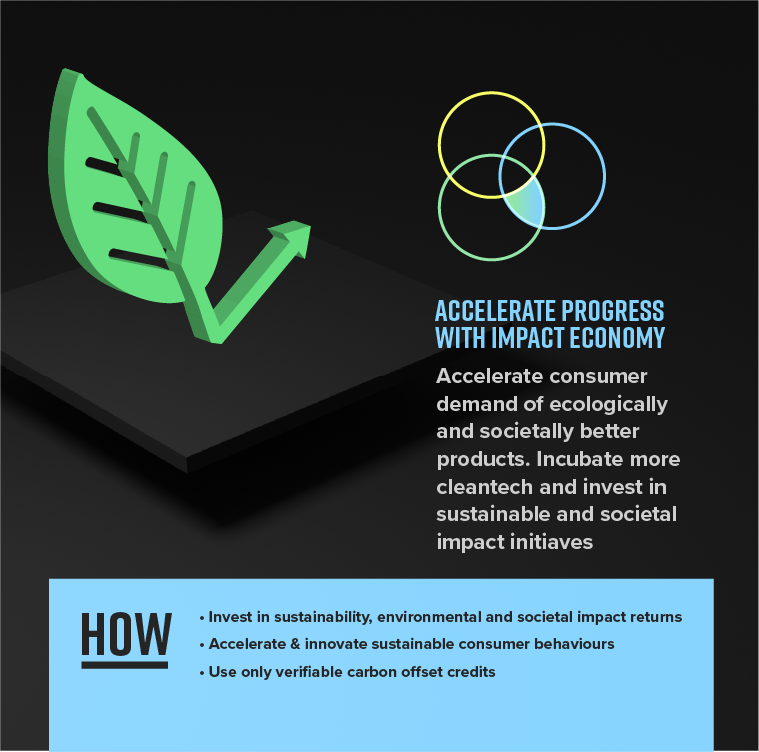 ACCELERATE PROGRESS
WITH IMPACT ECONOMY
Accelerate consumer
demand of ecologically
and societally better
products. Incubate more
cleantech and invest in
sustainable and societal
impact initiaves
HOW
• Invest in sustainability, environmental and societal impact returns
• Accelerate & innovate sustainable consumer behaviours
• Use only verifiable carbon offset credits